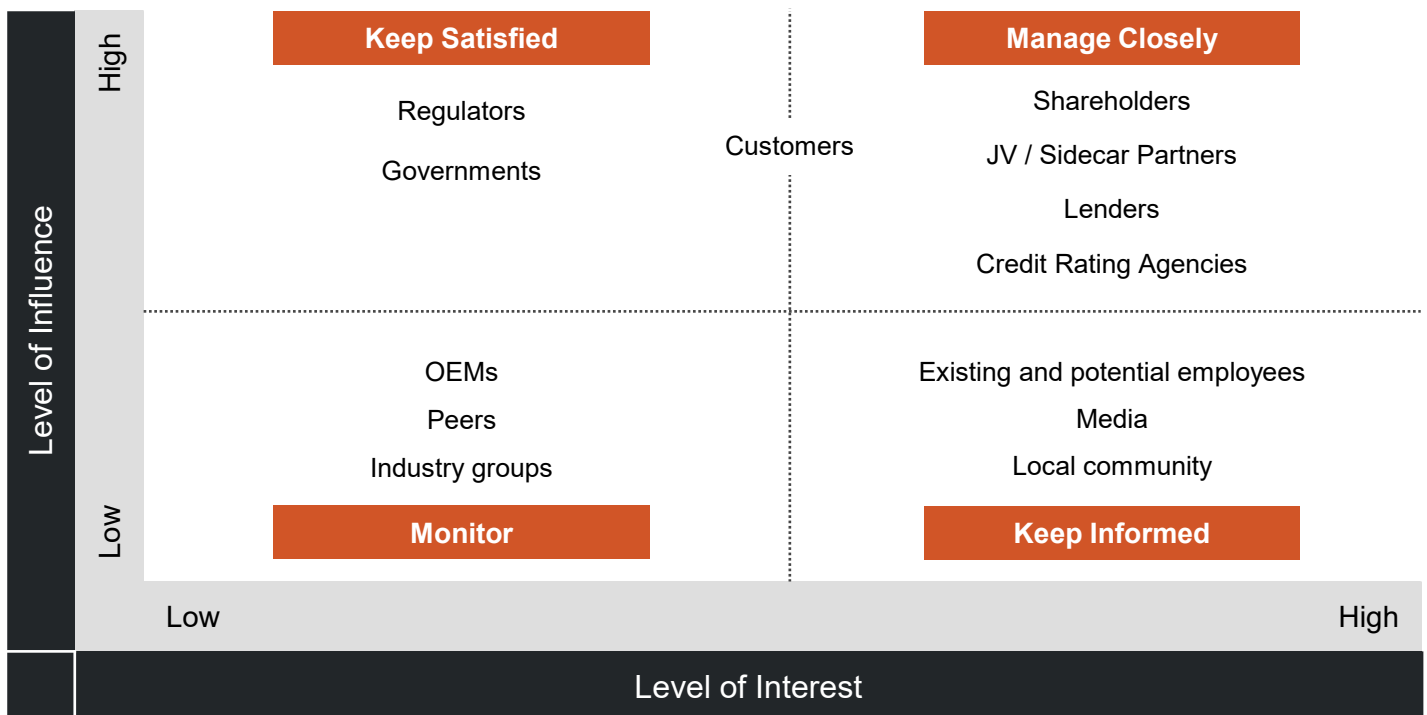 Level of Influence
High
Low
Keep Satisfied
Regulators
Governments
Customers
Manage Closely
Shareholders
JV / Sidecar Partners
Lenders
Credit Rating Agencies
OEMs
Peers
Industry groups
Monitor
Existing and potential employees
Media
Local community
Keep Informed
Low
High
Level of Interest